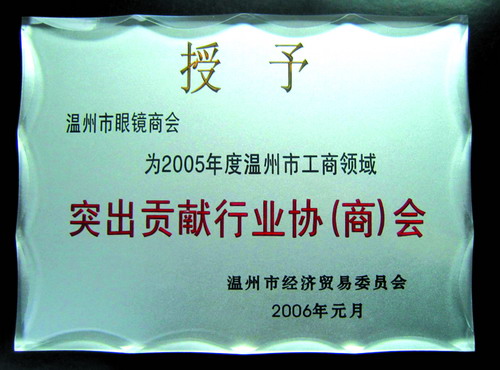 授予
温州市眼镜商会
为2005年度温州市工商领域
突出贡献行业协(商)会
温州市经济贸易委员会
2006年元月